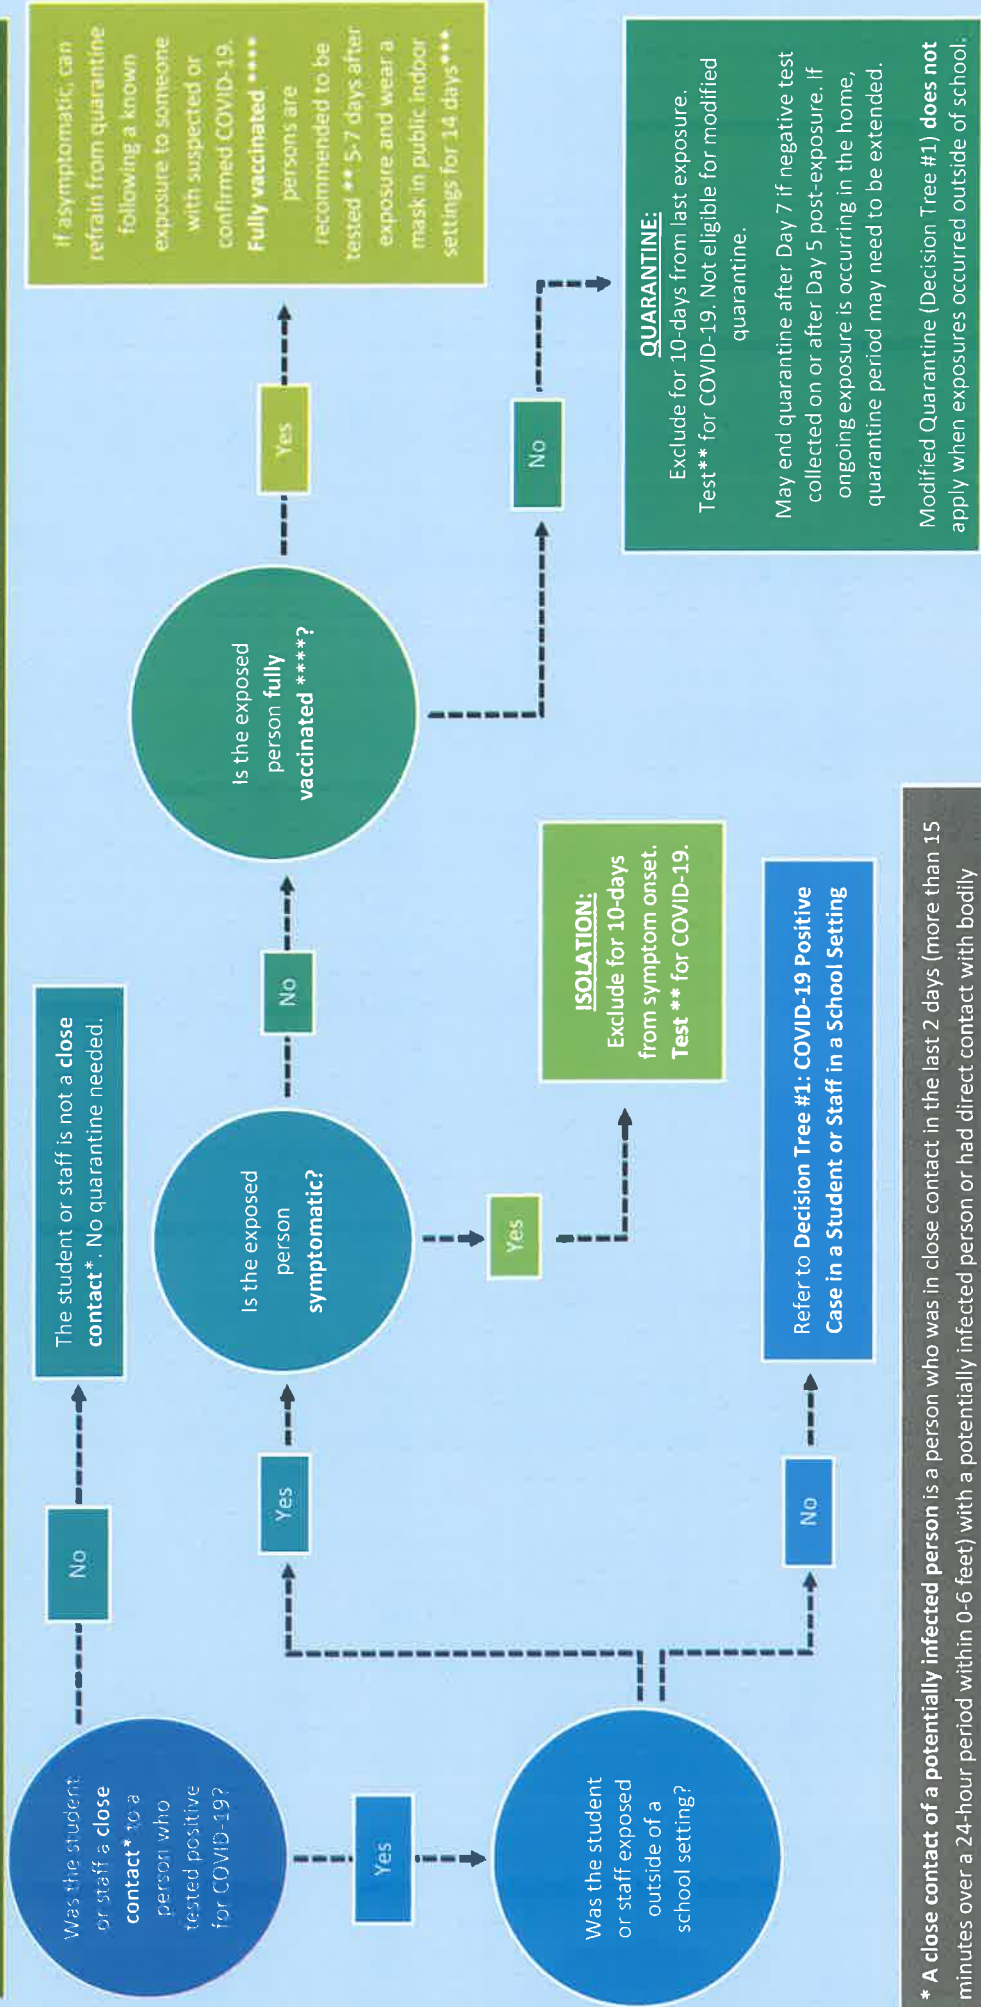 Was the student
or staff a close
contact* to a
person who
tested positive
for COVID-19?
No
The student or staff is not a close
contact*. No quarantine needed.
Yes
Was the student
or staff exposed
outside of a
school setting?
Yes
Is the exposed
person
symptomatic?
No
Is the exposed
person fully
vaccinated ****?
Yes
If asymptomatic, can
refrain from quarantine
following a known
exposure to someone
with suspected or
confirmed COVID-19.
Fully vaccinated ****
persons are
recommended to be
tested ** 5-7 days after
exposure and wear a
mask in public indoor
settings for 14 days***
No
QUARANTINE:
Exclude for 10-days from last exposure.
Test** for COVID-19. Not eligible for modified
quarantine.
May end quarantine after Day 7 if negative test
collected on or after Day 5 post-exposure. If
ongoing exposure is occurring in the home,
quarantine period may need to be extended.
Modified Quarantine (Decision Tree #1) does not
apply when exposures occurred outside of school.
Yes
ISOLATION:
Exclude for 10-days
from symptom onset.
Test ** for COVID-19.
No
Refer to Decision Tree #1: COVID-19 Positive
Case in a Student or Staff in a School Setting
* A close contact of a potentially infected person is a person who was in close contact in the last 2 days (more than 15
minutes over a 24-hour period within 0-6 feet) with a potentially infected person or had direct contact with bodily